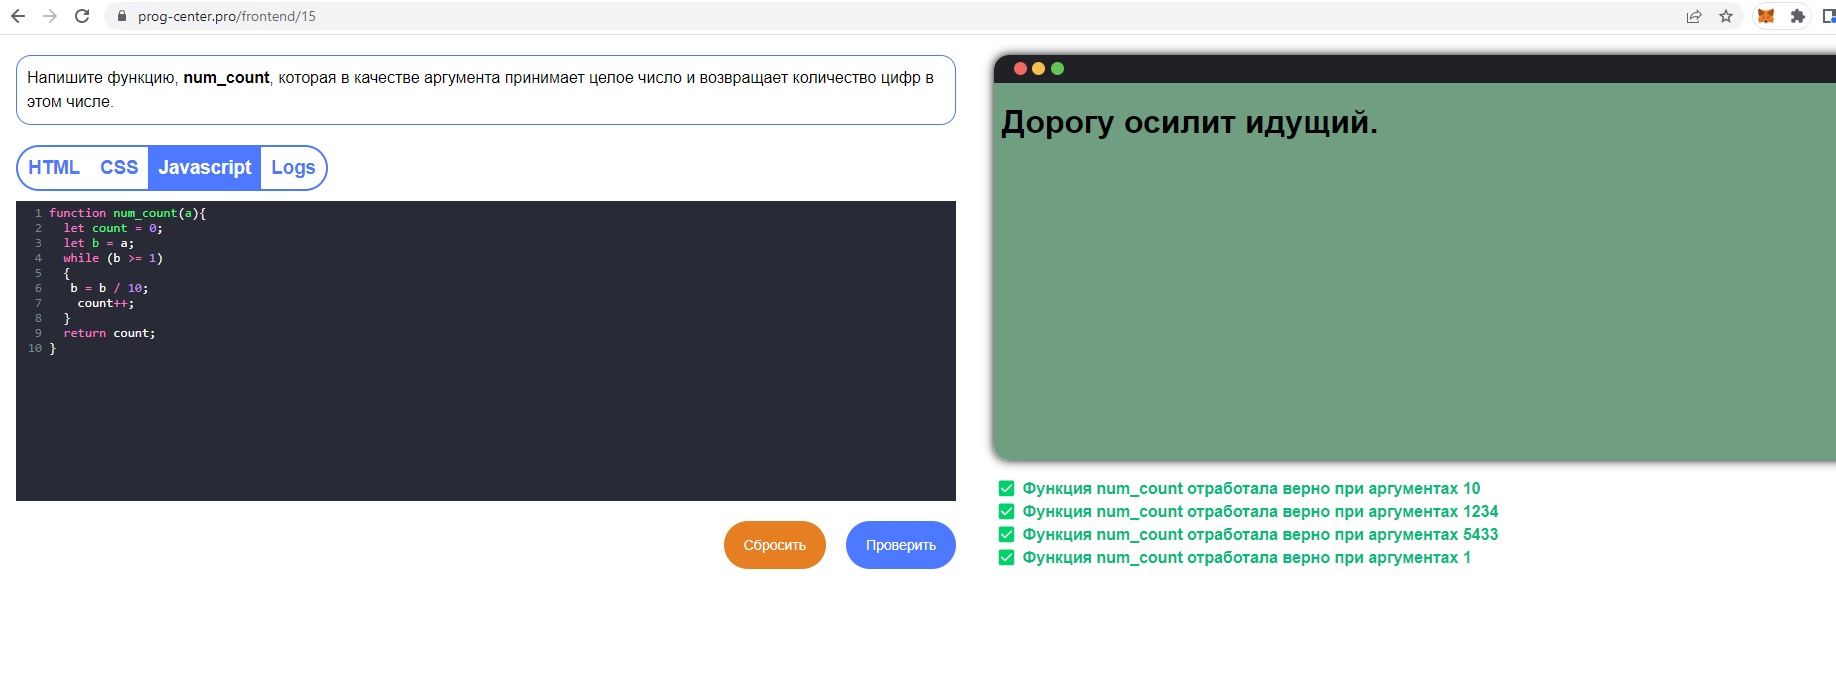 prog-center.pro/frontend/15
Напишите функцию, num_count, которая в качестве аргумента принимает целое число и возвращает количество цифр в
этом числе.
HTML CSS Javascript Logs
1 function num_count(a){
2 let count = 0;
3 let b = a;
4 while (b >= 1)
5 {
6 b = b / 10;
7 count++;
8 }
9 return count;
10 }
Сбросить Проверить
Дорогу осилит идущий.
Функция num_count отработала верно при аргументах 10
Функция num_count отработала верно при аргументах 1234
Функция num_count отработала верно при аргументах 5433
Функция num_count отработала верно при аргументах 1